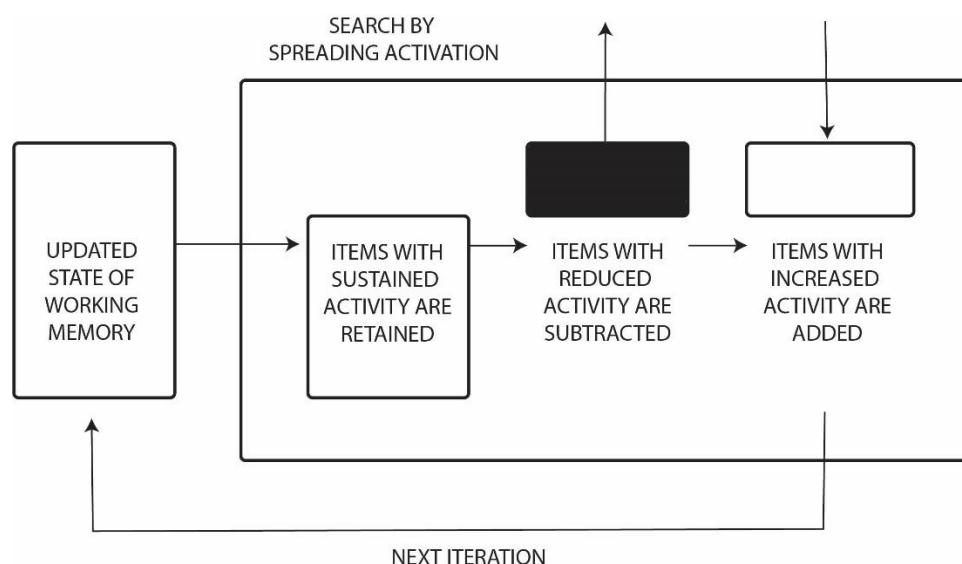 SEARCH BY
SPREADING ACTIVATION
UPDATED
STATE OF
WORKING
MEMORY
ITEMS WITH
SUSTAINED
ACTIVITY ARE
RETAINED
ITEMS WITH
REDUCED
ACTIVITY ARE
SUBTRACTED
ITEMS WITH
INCREASED
ACTIVITY ARE
ADDED
NEXT ITERATION